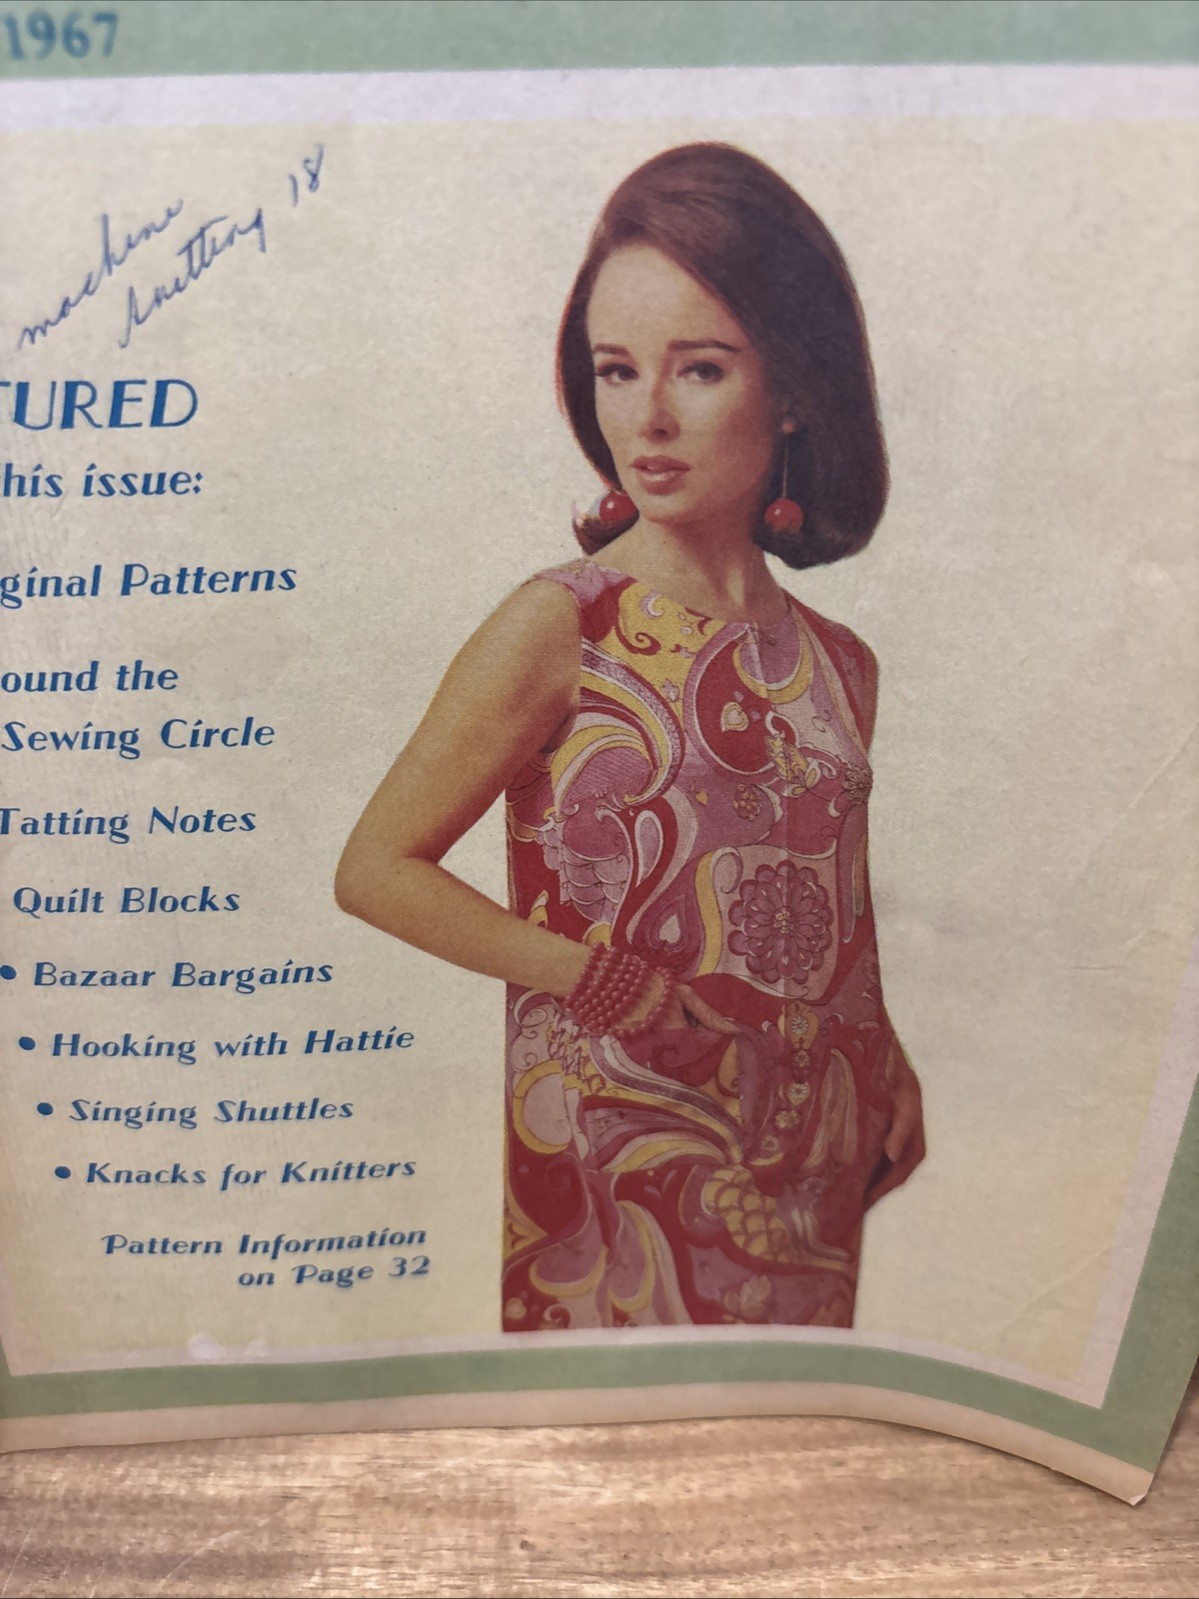 1967
machine
knitting 18
TURED
his issue:
ginal Patterns
ound the
Sewing Circle
Tatting Notes
Quilt Blocks
• Bazaar Bargains
• Hooking with Hattie
• Singing Shuttles
• Knacks for Knitters
Pattern Information
on Page 32